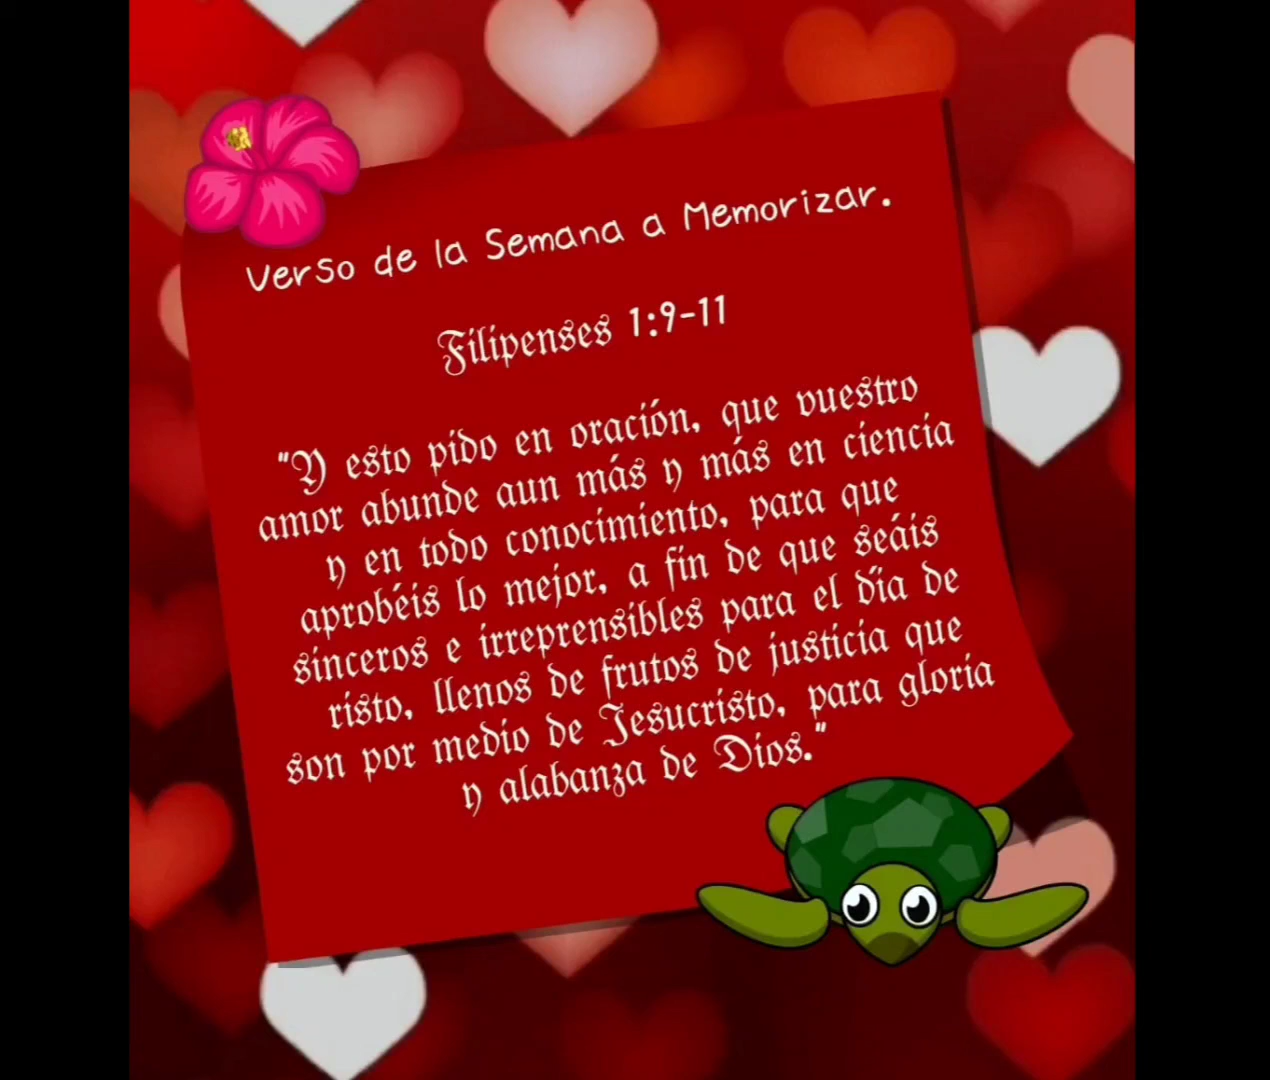 Verso de la Semana a Memorizar.
Filipenses 1:9-11
"Y esto pido en oración, que vuestro
amor abunde aun más y más en ciencia
y en todo conocimiento, para que
aprobéis lo mejor, a fin de que seáis
sinceros e irreprensibles para el día de
risto, llenos de frutos de justicia que
son por medio de Jesucristo, para gloria
y alabanza de Dios."